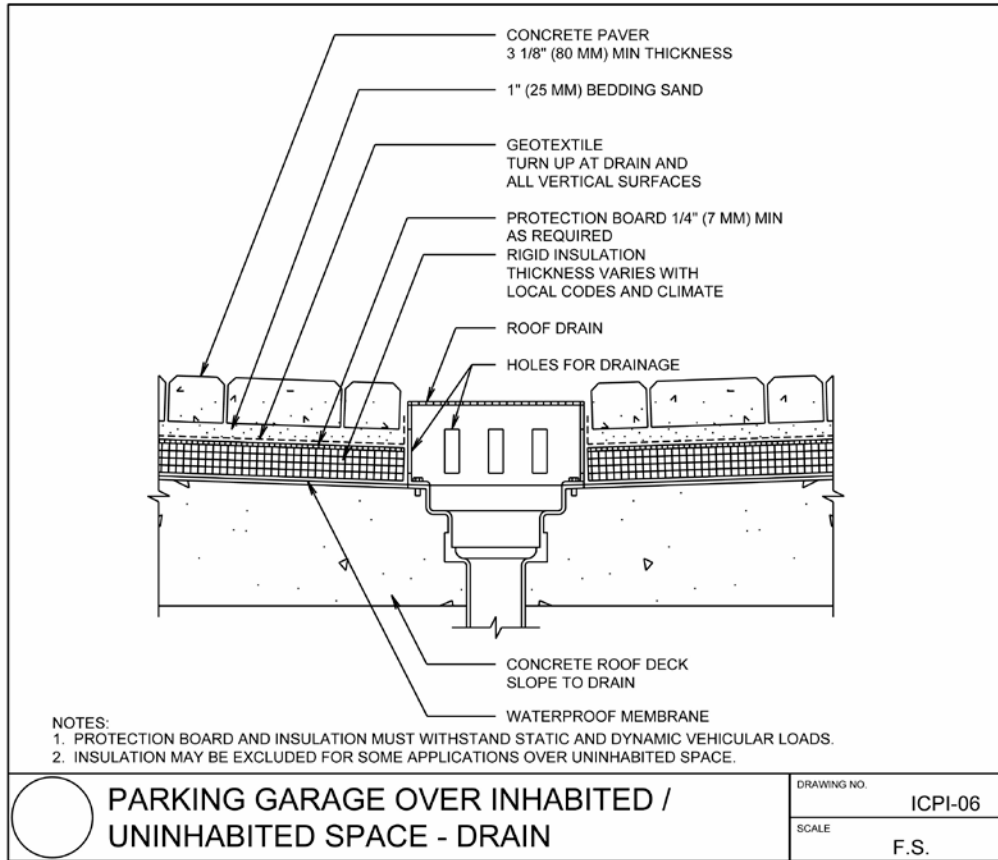 CONCRETE PAVER
3 1/8" (80 MM) MIN THICKNESS
1" (25 MM) BEDDING SAND
GEOTEXTILE
TURN UP AT DRAIN AND
ALL VERTICAL SURFACES
PROTECTION BOARD 1/4" (7 MM) MIN
AS REQUIRED
RIGID INSULATION
THICKNESS VARIES WITH
LOCAL CODES AND CLIMATE
ROOF DRAIN
HOLES FOR DRAINAGE
CONCRETE ROOF DECK
SLOPE TO DRAIN
WATERPROOF MEMBRANE
NOTES:
1. PROTECTION BOARD AND INSULATION MUST WITHSTAND STATIC AND DYNAMIC VEHICULAR LOADS.
2. INSULATION MAY BE EXCLUDED FOR SOME APPLICATIONS OVER UNINHABITED SPACE.
PARKING GARAGE OVER INHABITED /
UNINHABITED SPACE - DRAIN
DRAWING NO.
ICPI-06
SCALE
F.S.